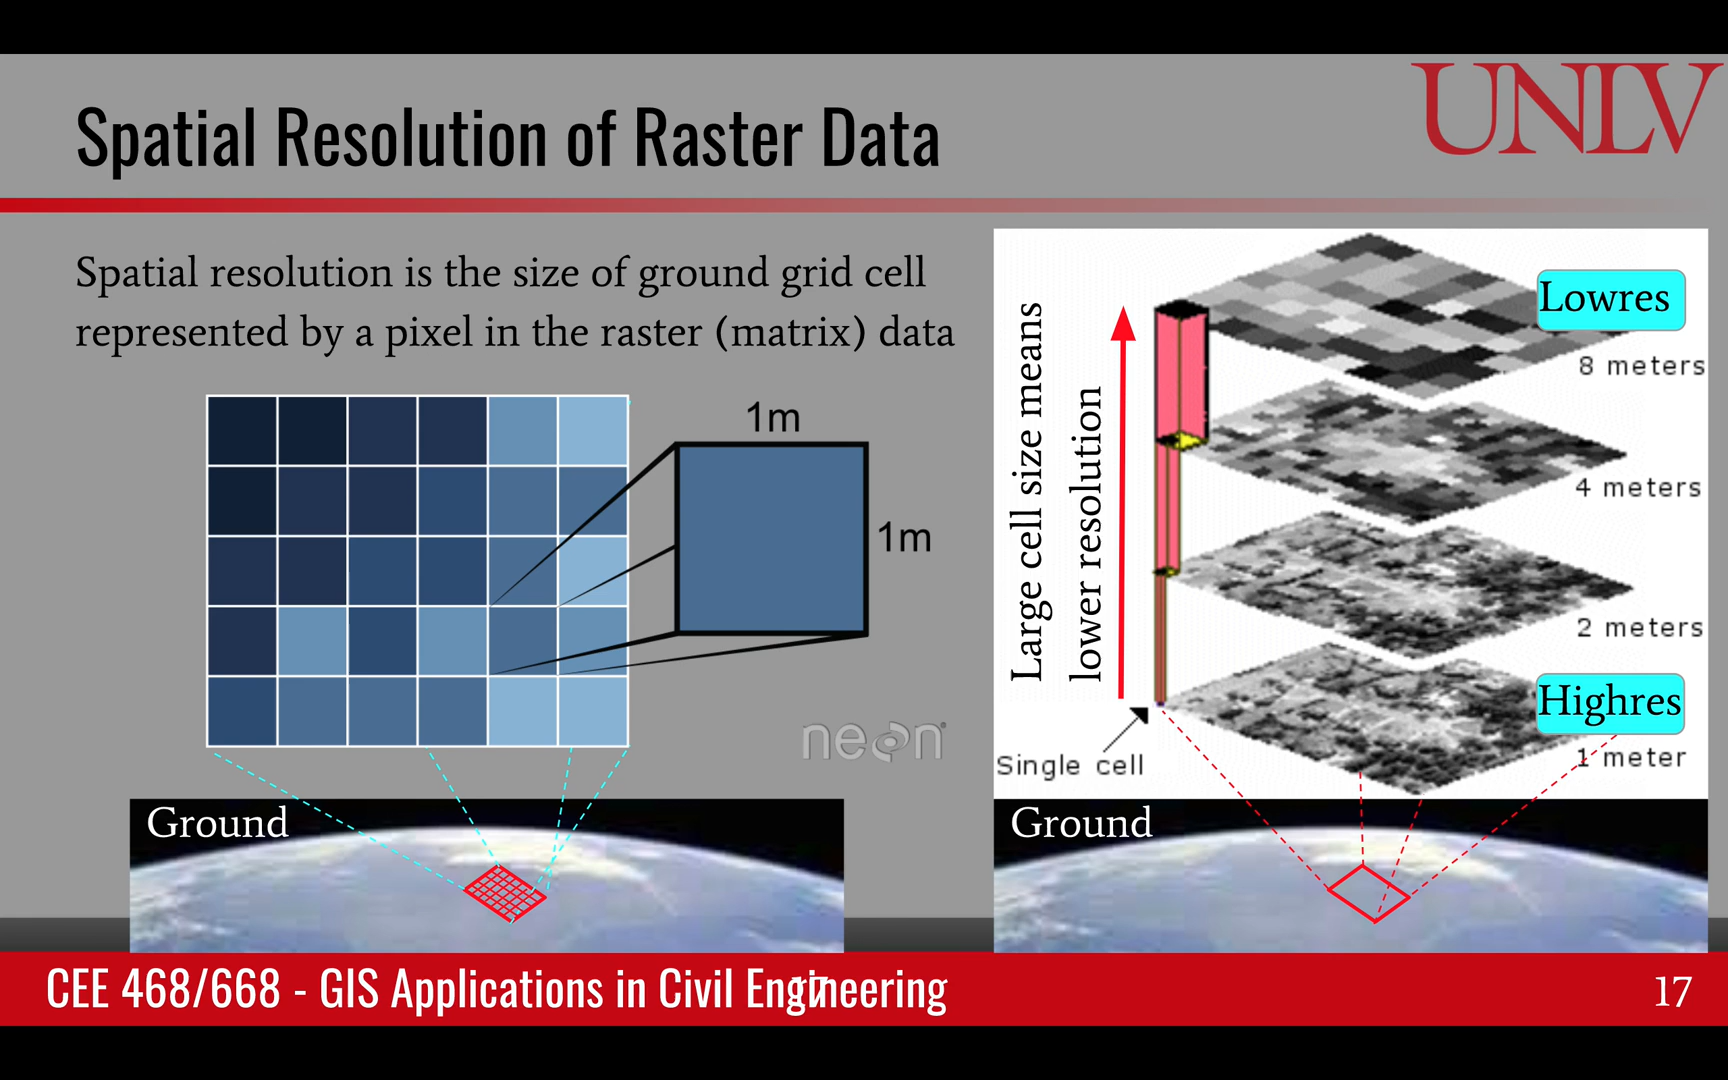 UNLV
Spatial Resolution of Raster Data
Spatial resolution is the size of ground grid cell
represented by a pixel in the raster (matrix) data
1m
1m
neon
Ground
Large cell size means
lower resolution
Lowres
8 meters
4 meters
2 meters
Highres
1 meter
Single cell
Ground
CEE 468/668 - GIS Applications in Civil Engineering
17
17